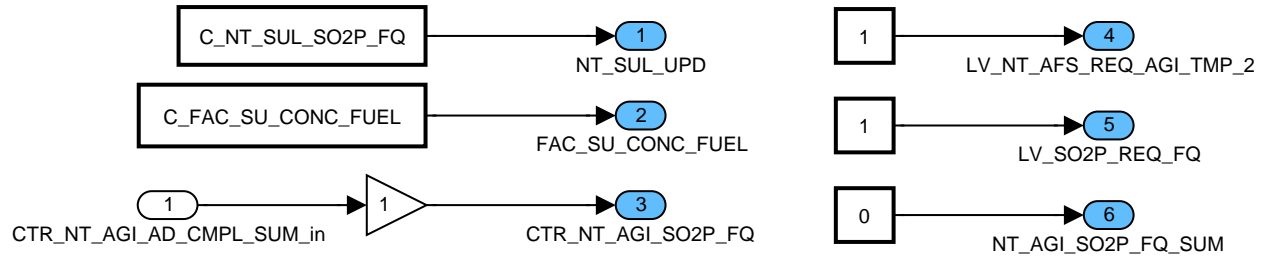 C_NT_SUL_SO2P_FQ
1
NT_SUL_UPD
C_FAC_SU_CONC_FUEL
2
FAC_SU_CONC_FUEL
1
CTR_NT_AGI_AD_CMPL_SUM_in
1
3
CTR_NT_AGI_SO2P_FQ
1
4
LV_NT_AFS_REQ_AGI_TMP_2
1
5
LV_SO2P_REQ_FQ
0
6
NT_AGI_SO2P_FQ_SUM